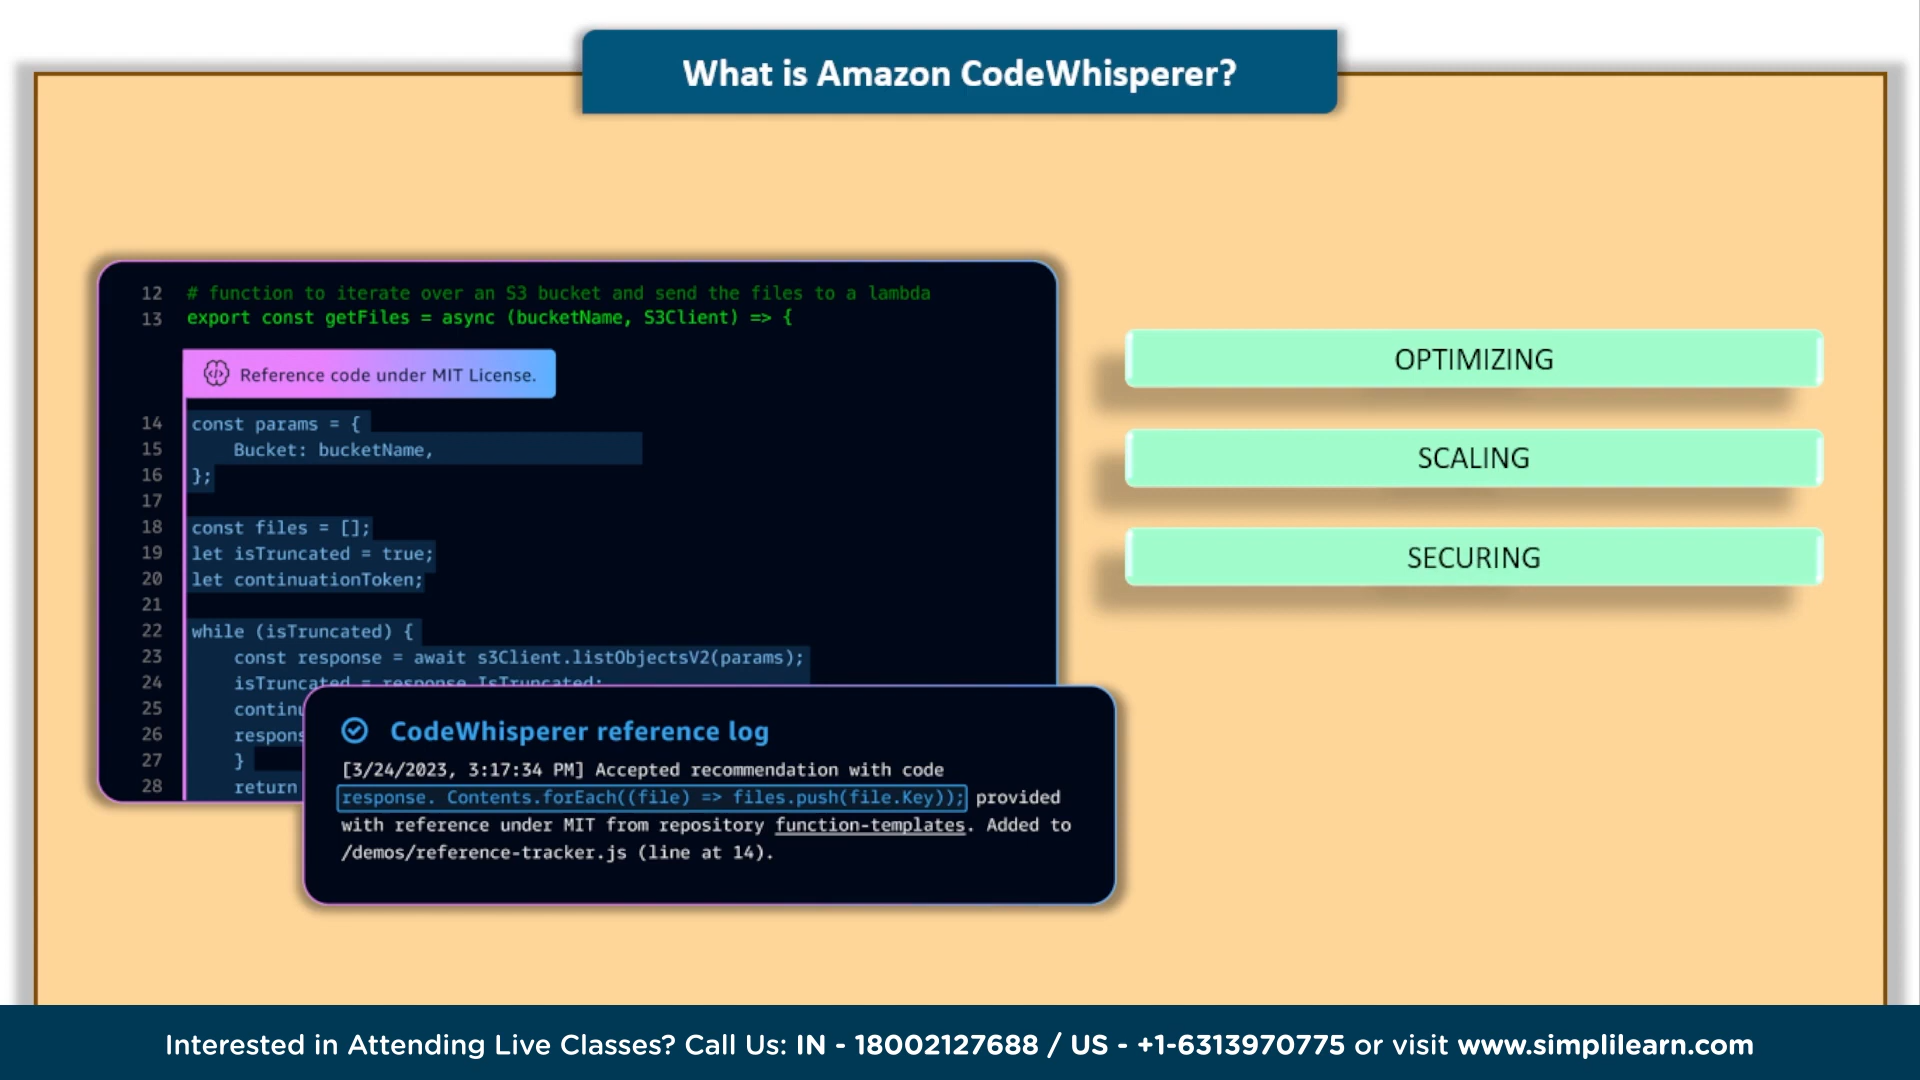 What is Amazon CodeWhisperer?
12 # function to iterate over an S3 bucket and send the files to a lambda
13 export const getFiles = async (bucketName, S3Client) => {
Reference code under MIT License.
14 const params = {
15 Bucket: bucketName,
16 };
17
18 const files = [];
19 let isTruncated = true;
20 let continuationToken;
21
22 while (isTruncated) {
23 const response = await s3Client.listObjectsV2(params);
24 isTruncated = response.IsTruncated;
25
26
27 }
28 return
CodeWhisperer reference log
[3/24/2023, 3:17:34 PM] Accepted recommendation with code
response. Contents.forEach((file) => files.push(file.Key)); provided
with reference under MIT from repository function-templates. Added to
/demos/reference-tracker.js (line at 14).
OPTIMIZING
SCALING
SECURING
Interested in Attending Live Classes? Call Us: IN - 18002127688 / US - +1-6313970775 or visit www.simplilearn.com